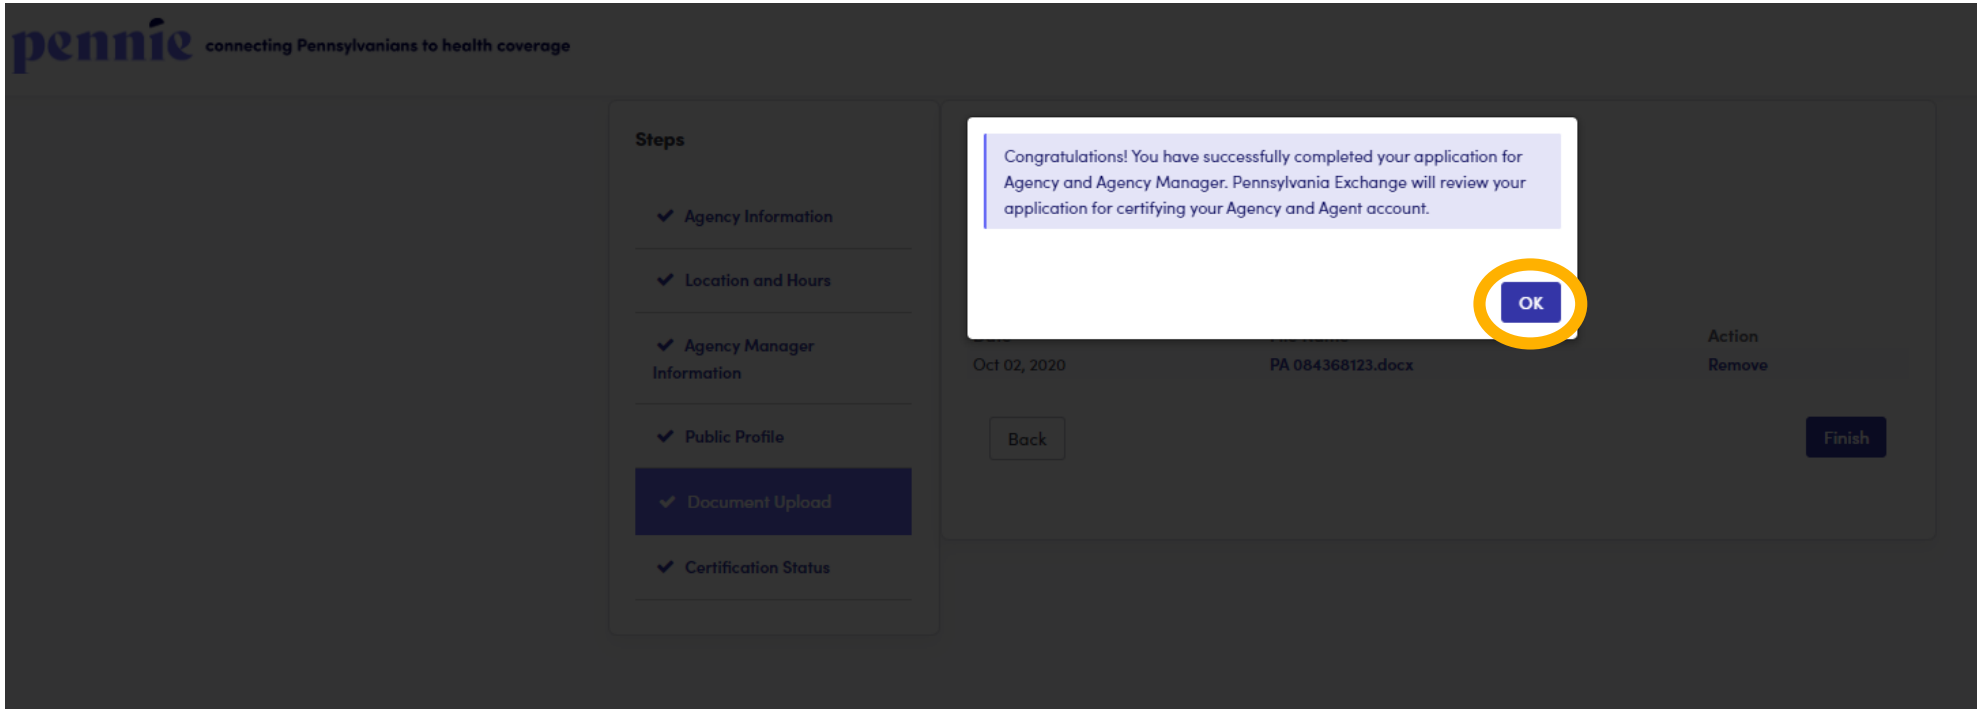 pennie connecting Pennsylvanians to health coverage
Steps
Agency Information
Location and Hours
Agency Manager
Information
Public Profile
Document Upload
Certification Status
Congratulations! You have successfully completed your application for
Agency and Agency Manager. Pennsylvania Exchange will review your
application for certifying your Agency and Agent account.
OK
Date File Name Action
Oct 02, 2020 PA 084368123.docx Remove
Back Finish